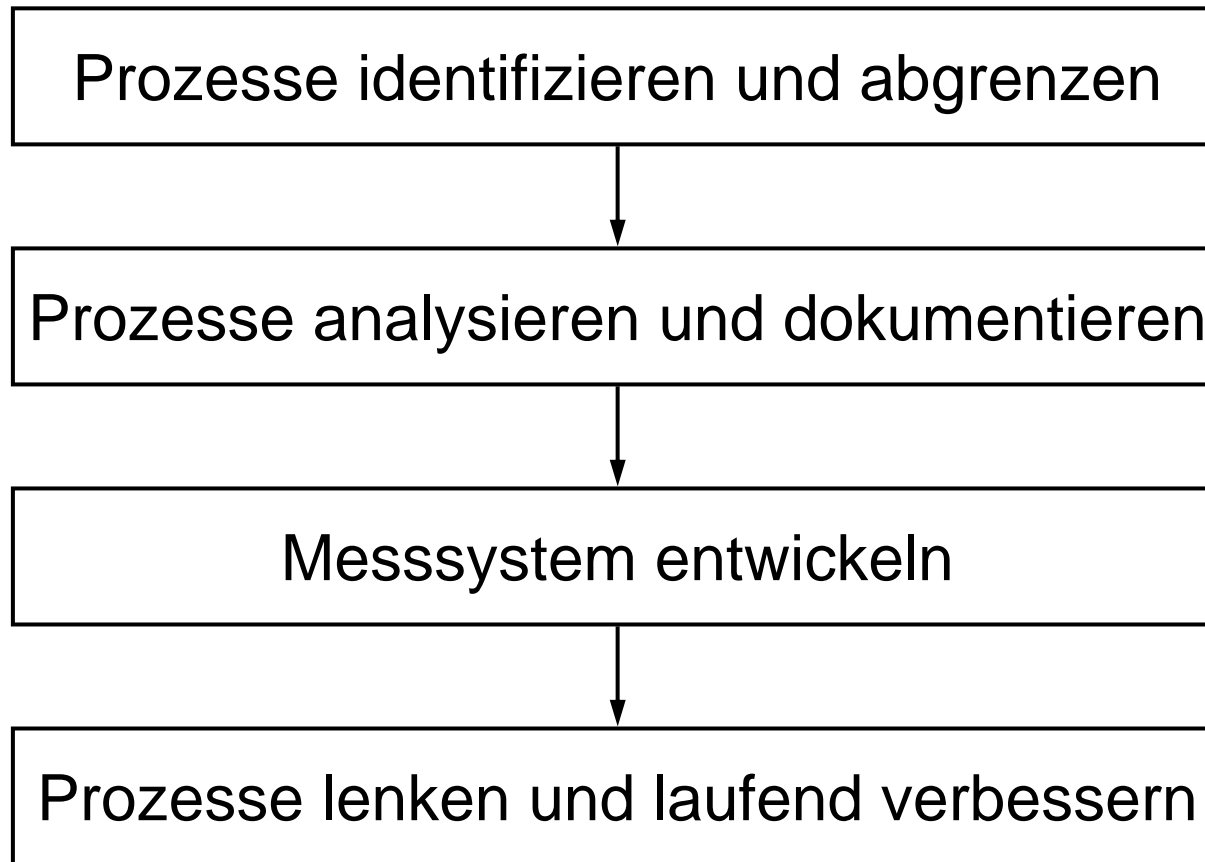 Prozesse identifizieren und abgrenzen
Prozesse analysieren und dokumentieren
Messsystem entwickeln
Prozesse lenken und laufend verbessern